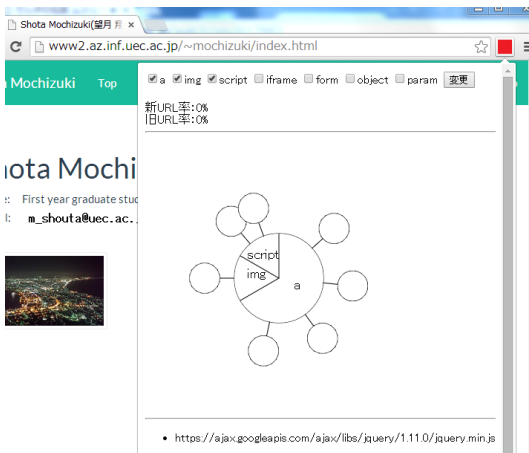 Shota Mochizuki(望月 
www2.az.inf.uec.ac.jp/~mochizuki/index.html
Mochizuki Top
a img script iframe form object param 変更
新URL率:0%
旧URL率:0%
ota Mochi
e: First year graduate stud
l: m_shouta@uec.ac.
script
img
a
https://ajax.googleapis.com/ajax/libs/jquery/1.11.0/jquery.min.js